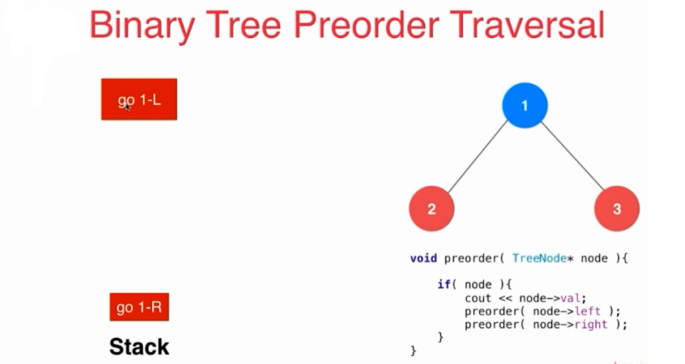 Binary Tree Preorder Traversal
go 1-L
1
2
3
void preorder( TreeNode* node ){
if( node ){
cout << node->val;
preorder( node->left );
preorder( node->right );
}
}
go 1-R
Stack